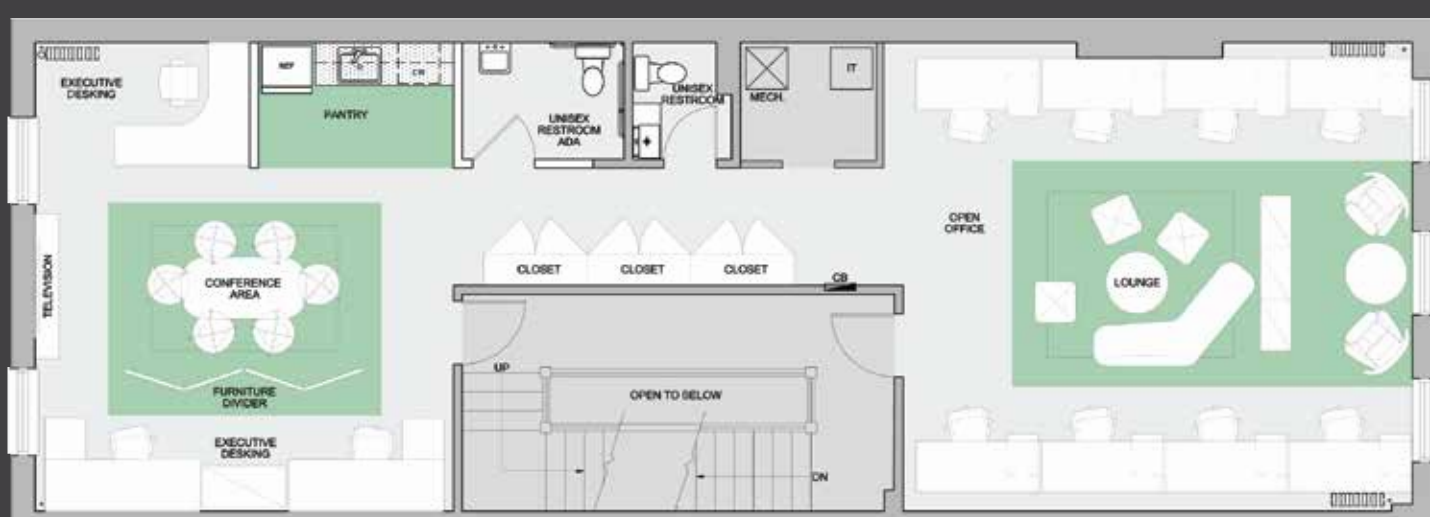 EXECUTIVE
DESKING
REF
CW
PANTRY
UNISEX
RESTROOM
ADA
UNISEX
RESTROOM
MECH.
IT
TELEVISION
CONFERENCE
AREA
FURNITURE
DIVIDER
EXECUTIVE
DESKING
CLOSET
CLOSET
CLOSET
CB
UP
OPEN TO BELOW
DN
OPEN
OFFICE
LOUNGE